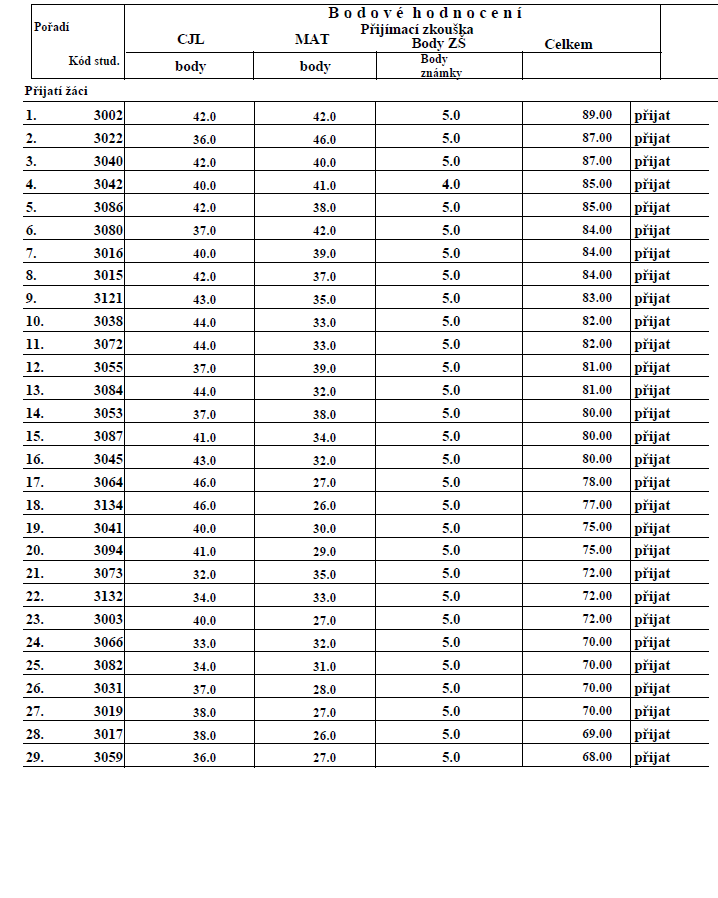 Bodové hodnocení
Pořadí
Přijímací zkouška
CJL MAT Body ZŠ Celkem
Kód stud. body body Body známky
Přijatí žáci
1. 3002 42.0 42.0 5.0 89.00 přijat
2. 3022 36.0 46.0 5.0 87.00 přijat
3. 3040 42.0 40.0 5.0 87.00 přijat
4. 3042 40.0 41.0 4.0 85.00 přijat
5. 3086 42.0 38.0 5.0 85.00 přijat
6. 3080 37.0 42.0 5.0 84.00 přijat
7. 3016 40.0 39.0 5.0 84.00 přijat
8. 3015 42.0 37.0 5.0 84.00 přijat
9. 3121 43.0 35.0 5.0 83.00 přijat
10. 3038 44.0 33.0 5.0 82.00 přijat
11. 3072 44.0 33.0 5.0 82.00 přijat
12. 3055 37.0 39.0 5.0 81.00 přijat
13. 3084 44.0 32.0 5.0 81.00 přijat
14. 3053 37.0 38.0 5.0 80.00 přijat
15. 3087 41.0 34.0 5.0 80.00 přijat
16. 3045 43.0 32.0 5.0 80.00 přijat
17. 3064 46.0 27.0 5.0 78.00 přijat
18. 3134 46.0 26.0 5.0 77.00 přijat
19. 3041 40.0 30.0 5.0 75.00 přijat
20. 3094 41.0 29.0 5.0 75.00 přijat
21. 3073 32.0 35.0 5.0 72.00 přijat
22. 3132 34.0 33.0 5.0 72.00 přijat
23. 3003 40.0 27.0 5.0 72.00 přijat
24. 3066 33.0 32.0 5.0 70.00 přijat
25. 3082 34.0 31.0 5.0 70.00 přijat
26. 3031 37.0 28.0 5.0 70.00 přijat
27. 3019 38.0 27.0 5.0 70.00 přijat
28. 3017 38.0 26.0 5.0 69.00 přijat
29. 3059 36.0 27.0 5.0 68.00 přijat